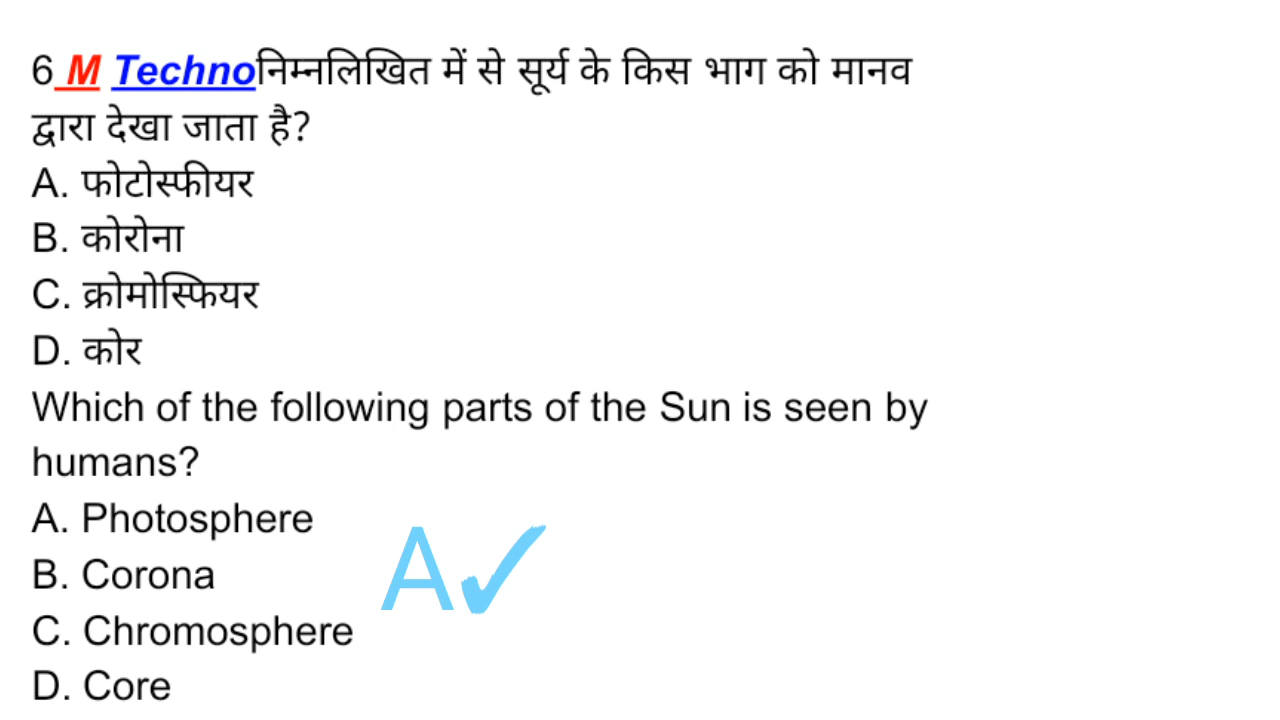 6 M Technoनिम्नलिखित में से सूर्य के किस भाग को मानव
द्वारा देखा जाता है?
A. फोटोस्फीयर
B. कोरोना
C. क्रोमोस्फियर
D. कोर
Which of the following parts of the Sun is seen by
humans?
A. Photosphere
A✓
B. Corona
C. Chromosphere
D. Core